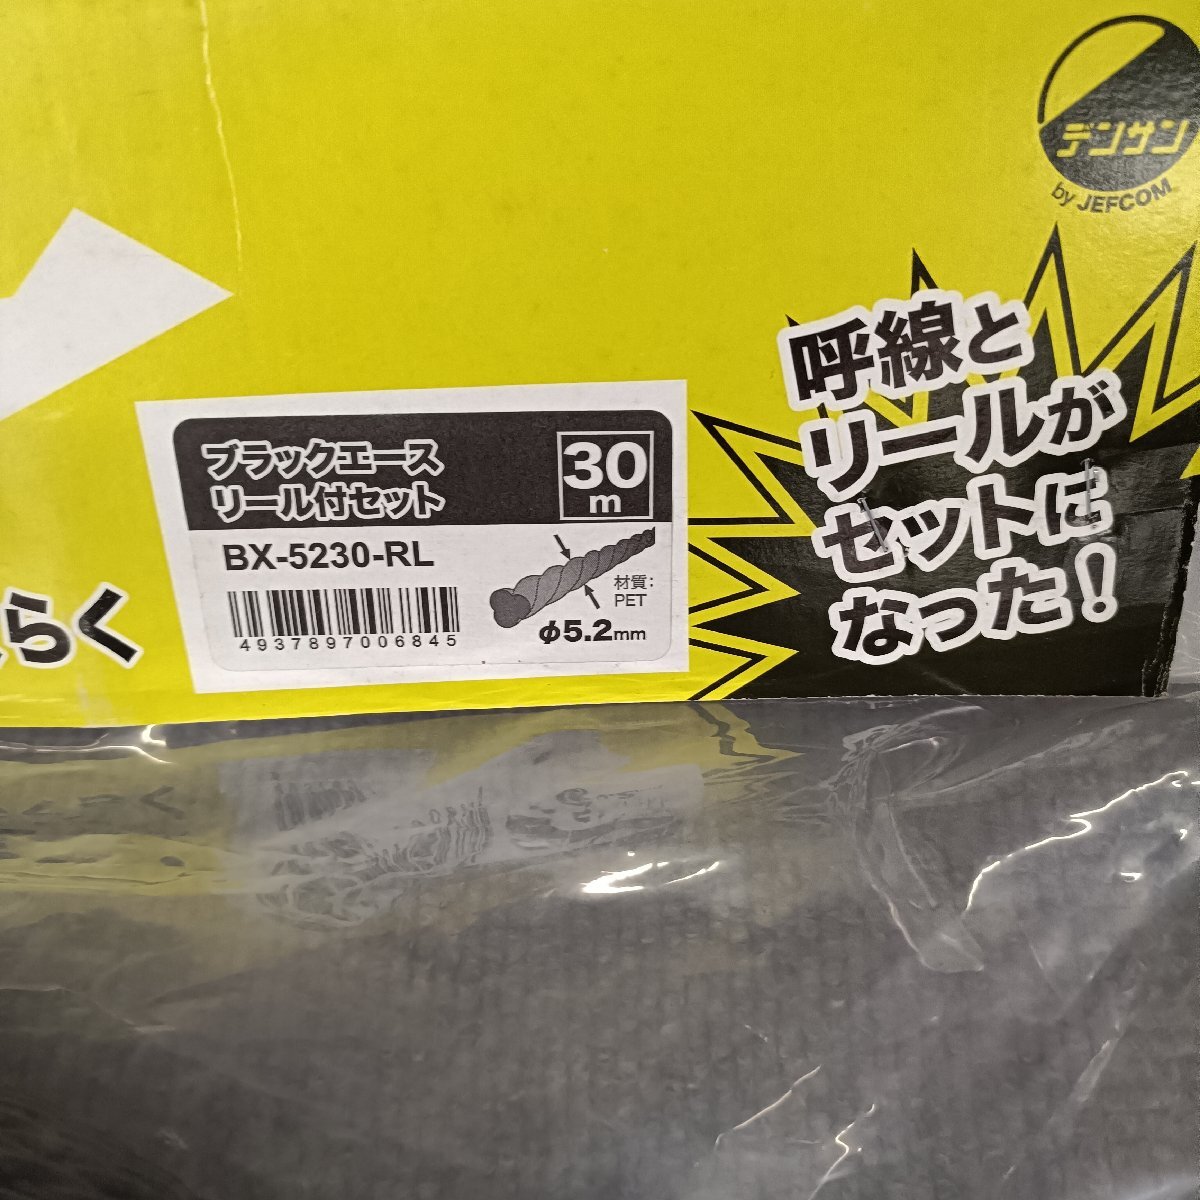 デンサン
by JEFCOM
呼線と
リールが
セットに
なった!
ブラックエース
リール付セット
30
m
BX-5230-RL
材質:
PET
φ5.2mm
4937897006845
らく